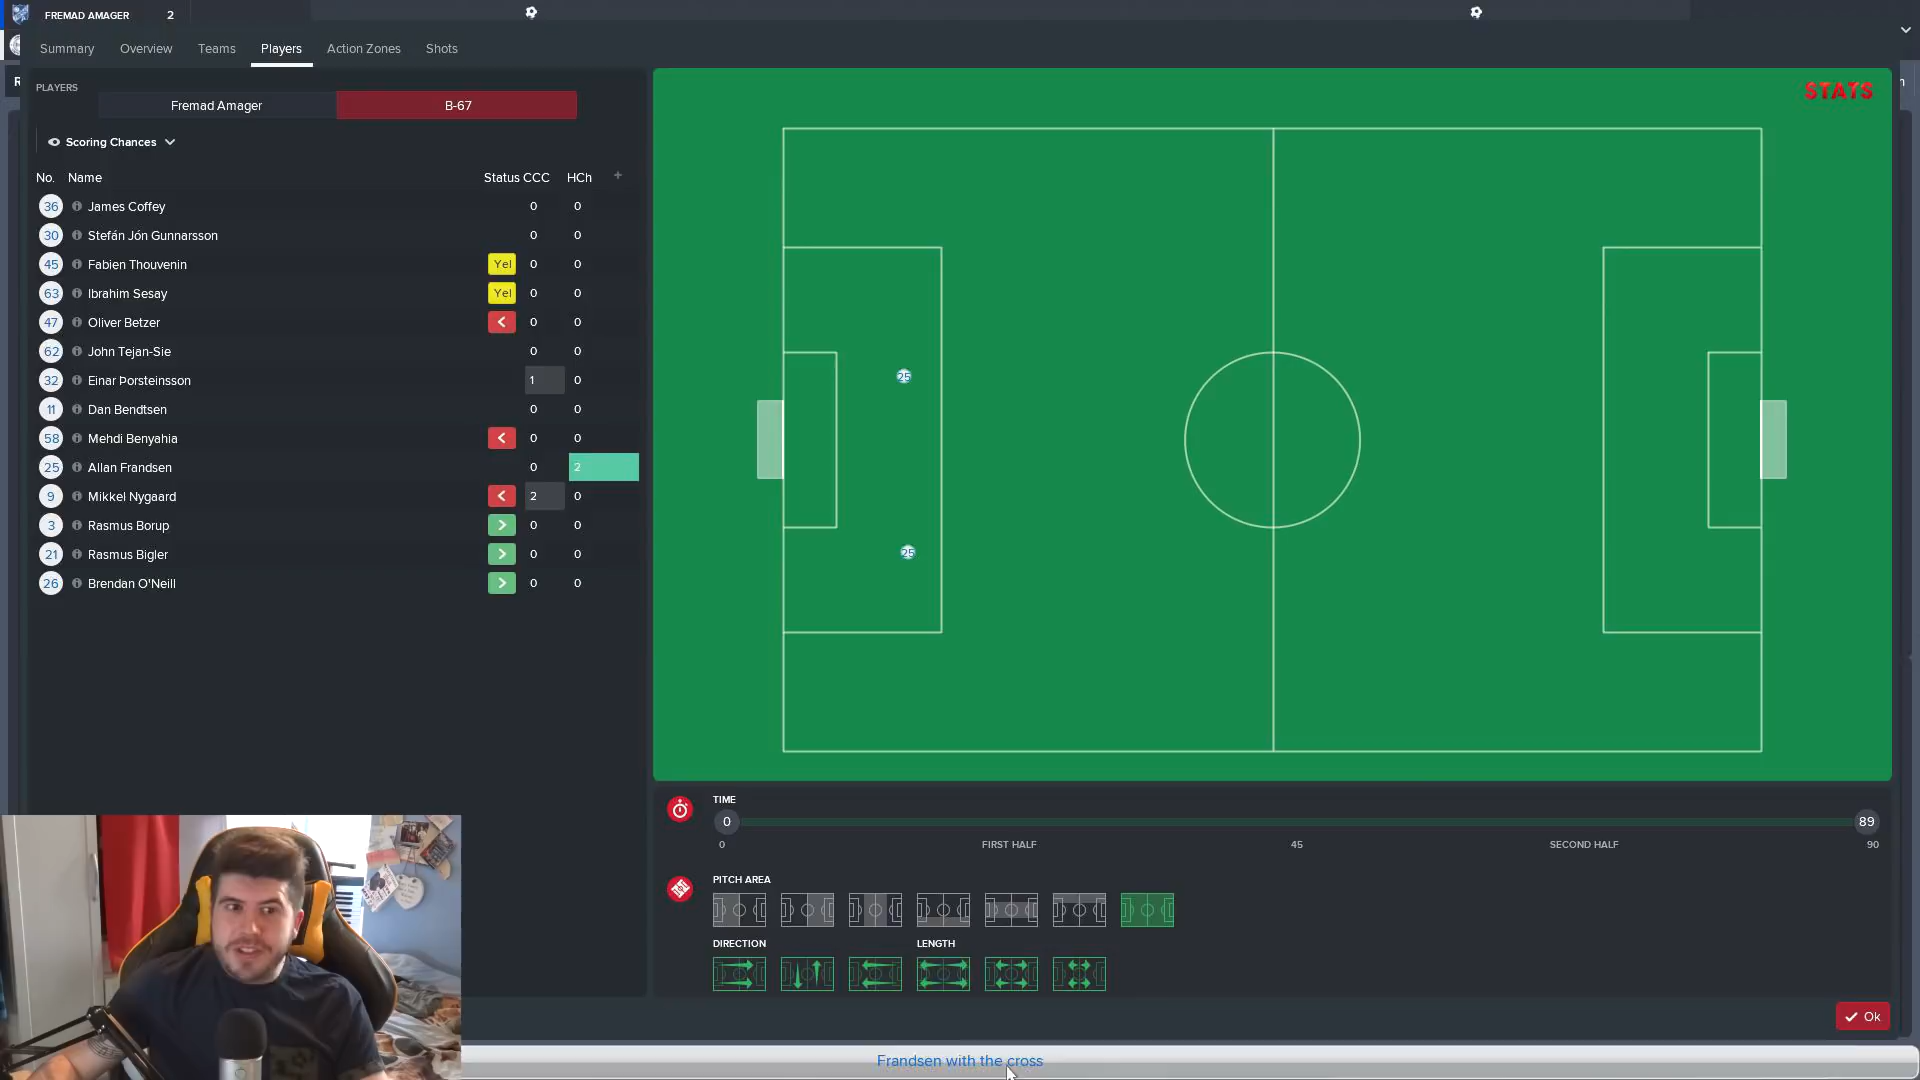 FREMAD AMAGER 2
Summary Overview Teams Players Action Zones Shots
PLAYERS
Fremad Amager B-67
STATS
Scoring Chances
No. Name Status CCC HCh +
36 James Coffey 0 0
30 Stefán Jón Gunnarsson 0 0
45 Fabien Thouvenin Yel 0 0
63 Ibrahim Sesay Yel 0 0
47 Oliver Betzer 0 0
62 John Tejan-Sie 0 0
32 Einar Þorsteinsson 1 0
11 Dan Bendtsen 0 0
58 Mehdi Benyahia 0 0
25 Allan Frandsen 0 2
9 Mikkel Nygaard 2 0
3 Rasmus Borup 0 0
21 Rasmus Bigler 0 0
26 Brendan O'Neill 0 0
25
25
TIME
0 89
0 FIRST HALF 45 SECOND HALF 90
PITCH AREA
DIRECTION LENGTH
Ok
Frandsen with the cross